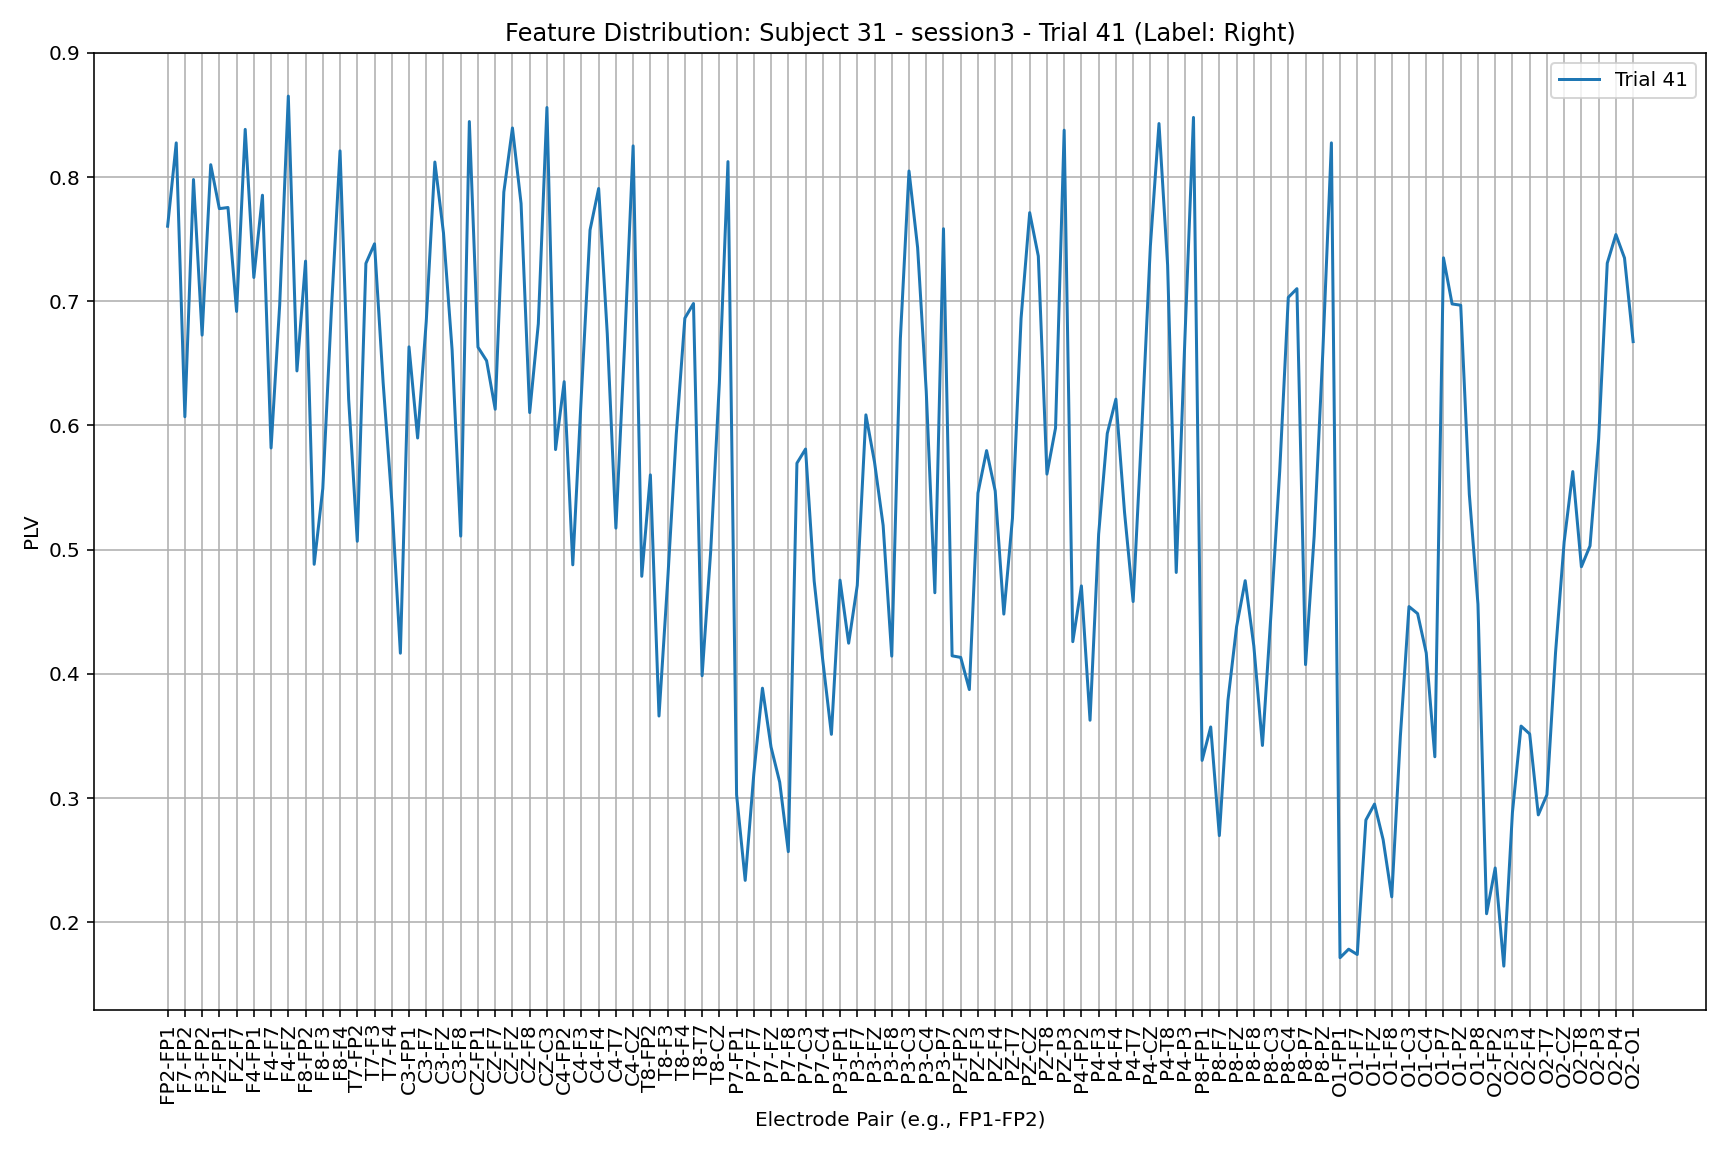 Feature Distribution: Subject 31 - session3 - Trial 41 (Label: Right)
Trial 41
PLV
0.9
0.8
0.7
0.6
0.5
0.4
0.3
0.2
FP2-FP1
F7-FP2
F3-FP2
FZ-FP1
FZ-F7
F4-FP1
F4-F7
F4-FZ
F8-FP2
F8-F3
F8-F4
T7-FP2
T7-F3
T7-F4
C3-FP1
C3-F7
C3-FZ
C3-F8
CZ-FP1
CZ-F7
CZ-FZ
CZ-F8
CZ-C3
C4-FP2
C4-F3
C4-F4
C4-T7
C4-CZ
T8-FP2
T8-F3
T8-F4
T8-T7
T8-CZ
P7-FP1
P7-F7
P7-FZ
P7-F8
P7-C3
P7-C4
P3-FP1
P3-F7
P3-FZ
P3-F8
P3-C3
P3-C4
P3-P7
PZ-FP2
PZ-F3
PZ-F4
PZ-T7
PZ-CZ
PZ-T8
PZ-P3
P4-FP2
P4-F3
P4-F4
P4-T7
P4-CZ
P4-T8
P4-P3
P8-FP1
P8-F7
P8-FZ
P8-F8
P8-C3
P8-C4
P8-P7
P8-PZ
O1-FP1
O1-F7
O1-FZ
O1-F8
O1-C3
O1-C4
O1-P7
O1-PZ
O1-P8
O2-FP2
O2-F3
O2-F4
O2-T7
O2-CZ
O2-T8
O2-P3
O2-P4
O2-O1
Electrode Pair (e.g., FP1-FP2)